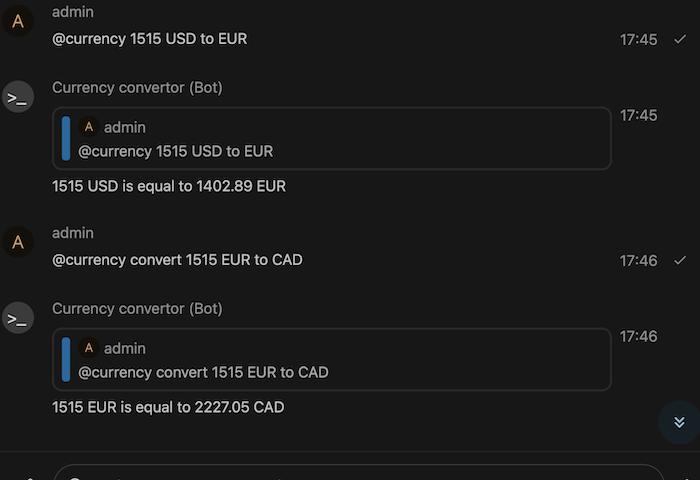 A
admin
@currency 1515 USD to EUR
17:45
>_
Currency convertor (Bot)
17:45
A admin
@currency 1515 USD to EUR
1515 USD is equal to 1402.89 EUR
A
admin
@currency convert 1515 EUR to CAD
17:46
>_
Currency convertor (Bot)
17:46
A admin
@currency convert 1515 EUR to CAD
1515 EUR is equal to 2227.05 CAD